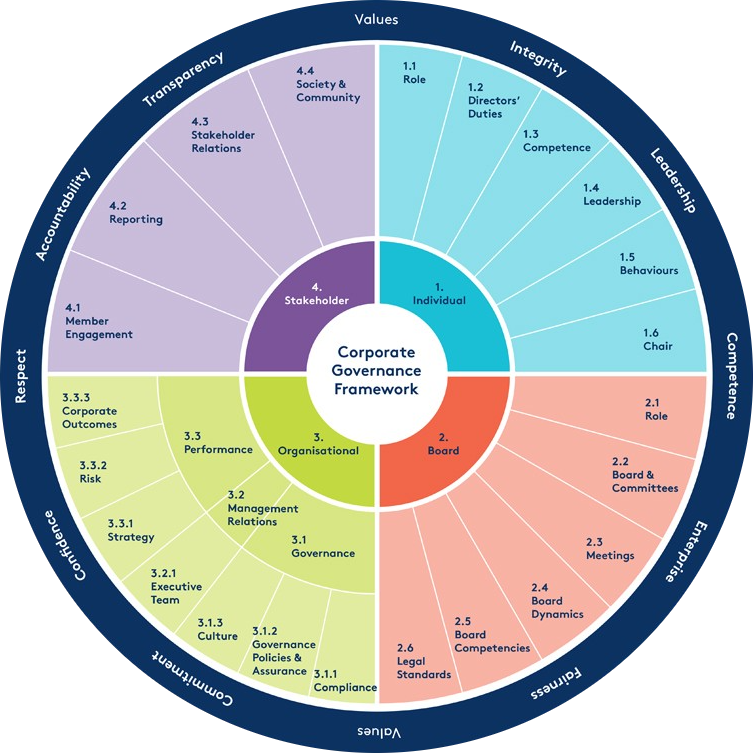 Values
Integrity
Leadership
Competence
Enterprise
Fairness
Values
Commitment
Confidence
Respect
Accountability
Transparency
Corporate
Governance
Framework
1.
Individual
1.1
Role
1.2
Directors'
Duties
1.3
Competence
1.4
Leadership
1.5
Behaviours
1.6
Chair
2.
Board
2.1
Role
2.2
Board &
Committees
2.3
Meetings
2.4
Board
Dynamics
2.5
Board
Competencies
2.6
Legal
Standards
3.
Organisational
3.1
Governance
3.1.1
Compliance
3.1.2
Governance
Policies &
Assurance
3.1.3
Culture
3.2
Management
Relations
3.2.1
Executive
Team
3.3
Performance
3.3.1
Strategy
3.3.2
Risk
3.3.3
Corporate
Outcomes
4.
Stakeholder
4.1
Member
Engagement
4.2
Reporting
4.3
Stakeholder
Relations
4.4
Society &
Community